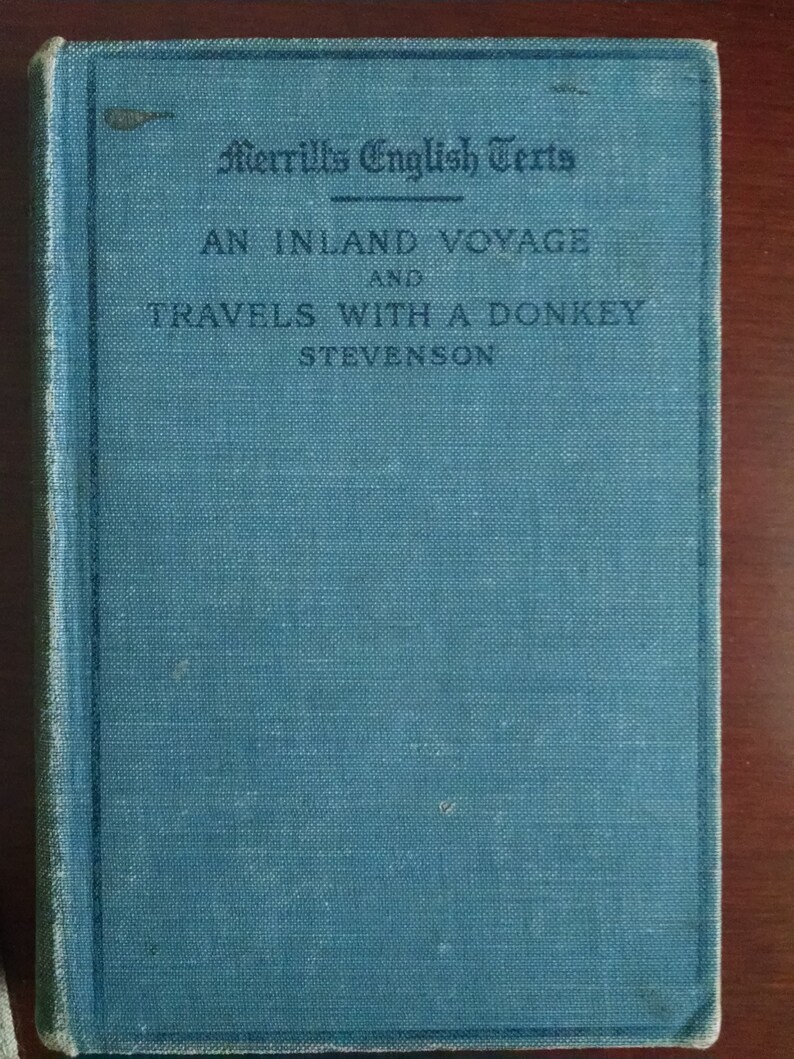 Merrill's English Texts
AN INLAND VOYAGE
AND
TRAVELS WITH A DONKEY
STEVENSON